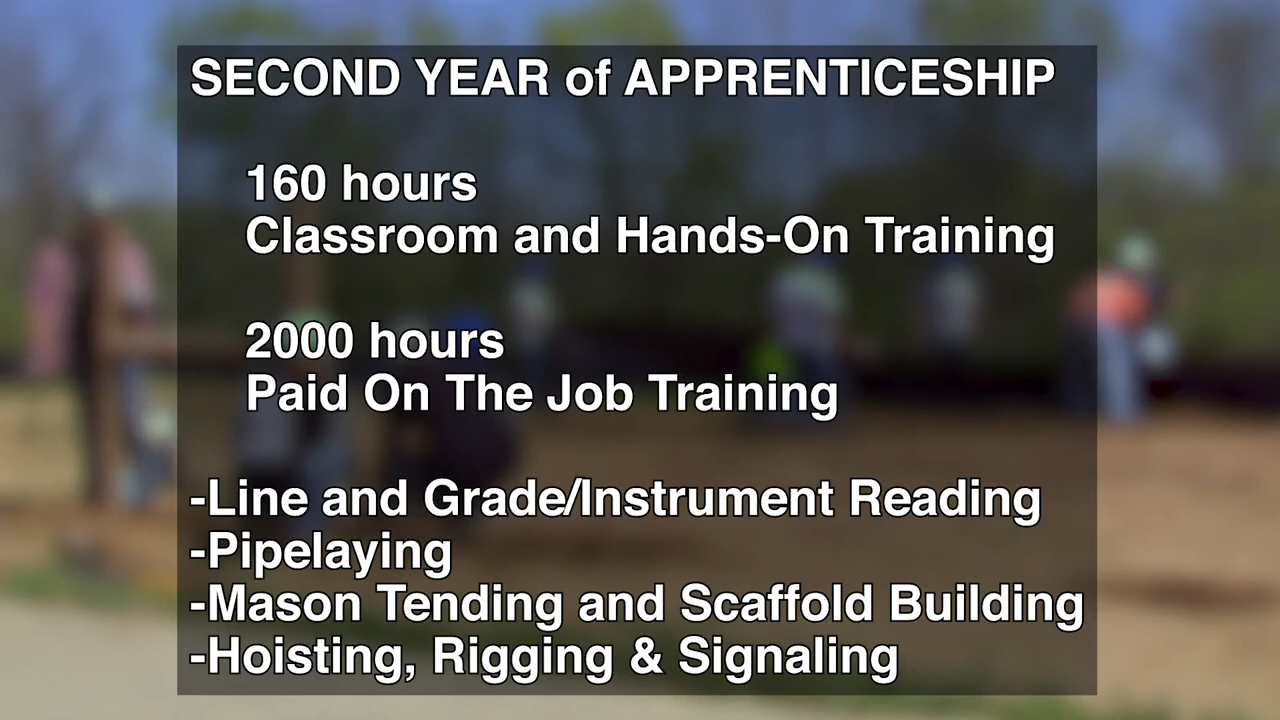 SECOND YEAR of APPRENTICESHIP
160 hours
Classroom and Hands-On Training
2000 hours
Paid On The Job Training
-Line and Grade/Instrument Reading
-Pipelaying
-Mason Tending and Scaffold Building
-Hoisting, Rigging & Signaling